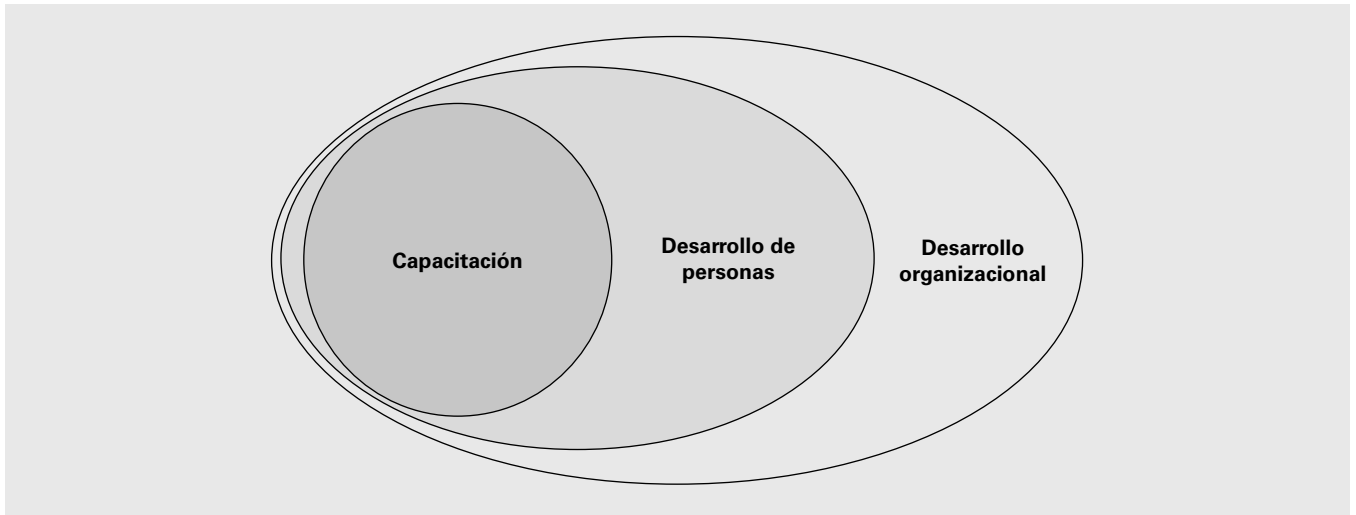 Capacitación
Desarrollo de
personas
Desarrollo
organizacional